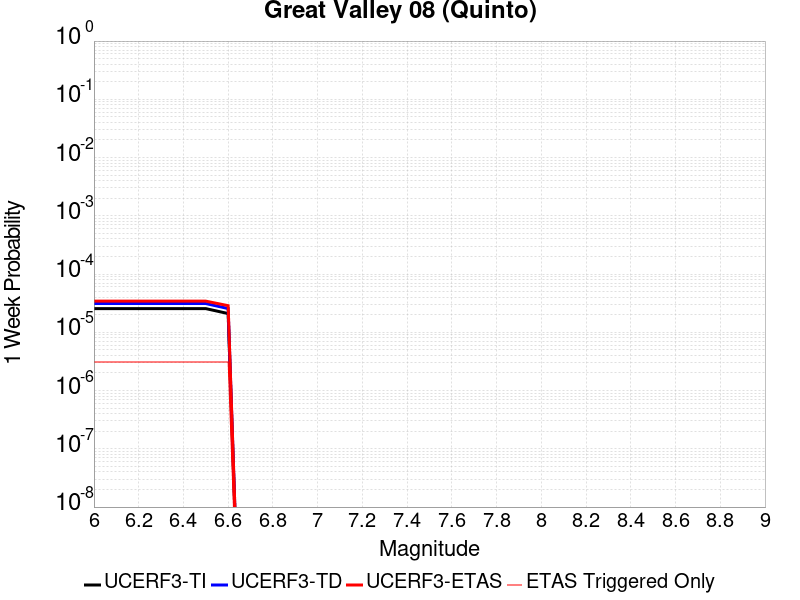 Great Valley 08 (Quinto)
10^0
10^-1
10^-2
10^-3
10^-4
10^-5
10^-6
10^-7
10^-8
1 Week Probability
6 6.2 6.4 6.6 6.8 7 7.2 7.4 7.6 7.8 8 8.2 8.4 8.6 8.8 9
Magnitude
UCERF3-TI UCERF3-TD UCERF3-ETAS ETAS Triggered Only